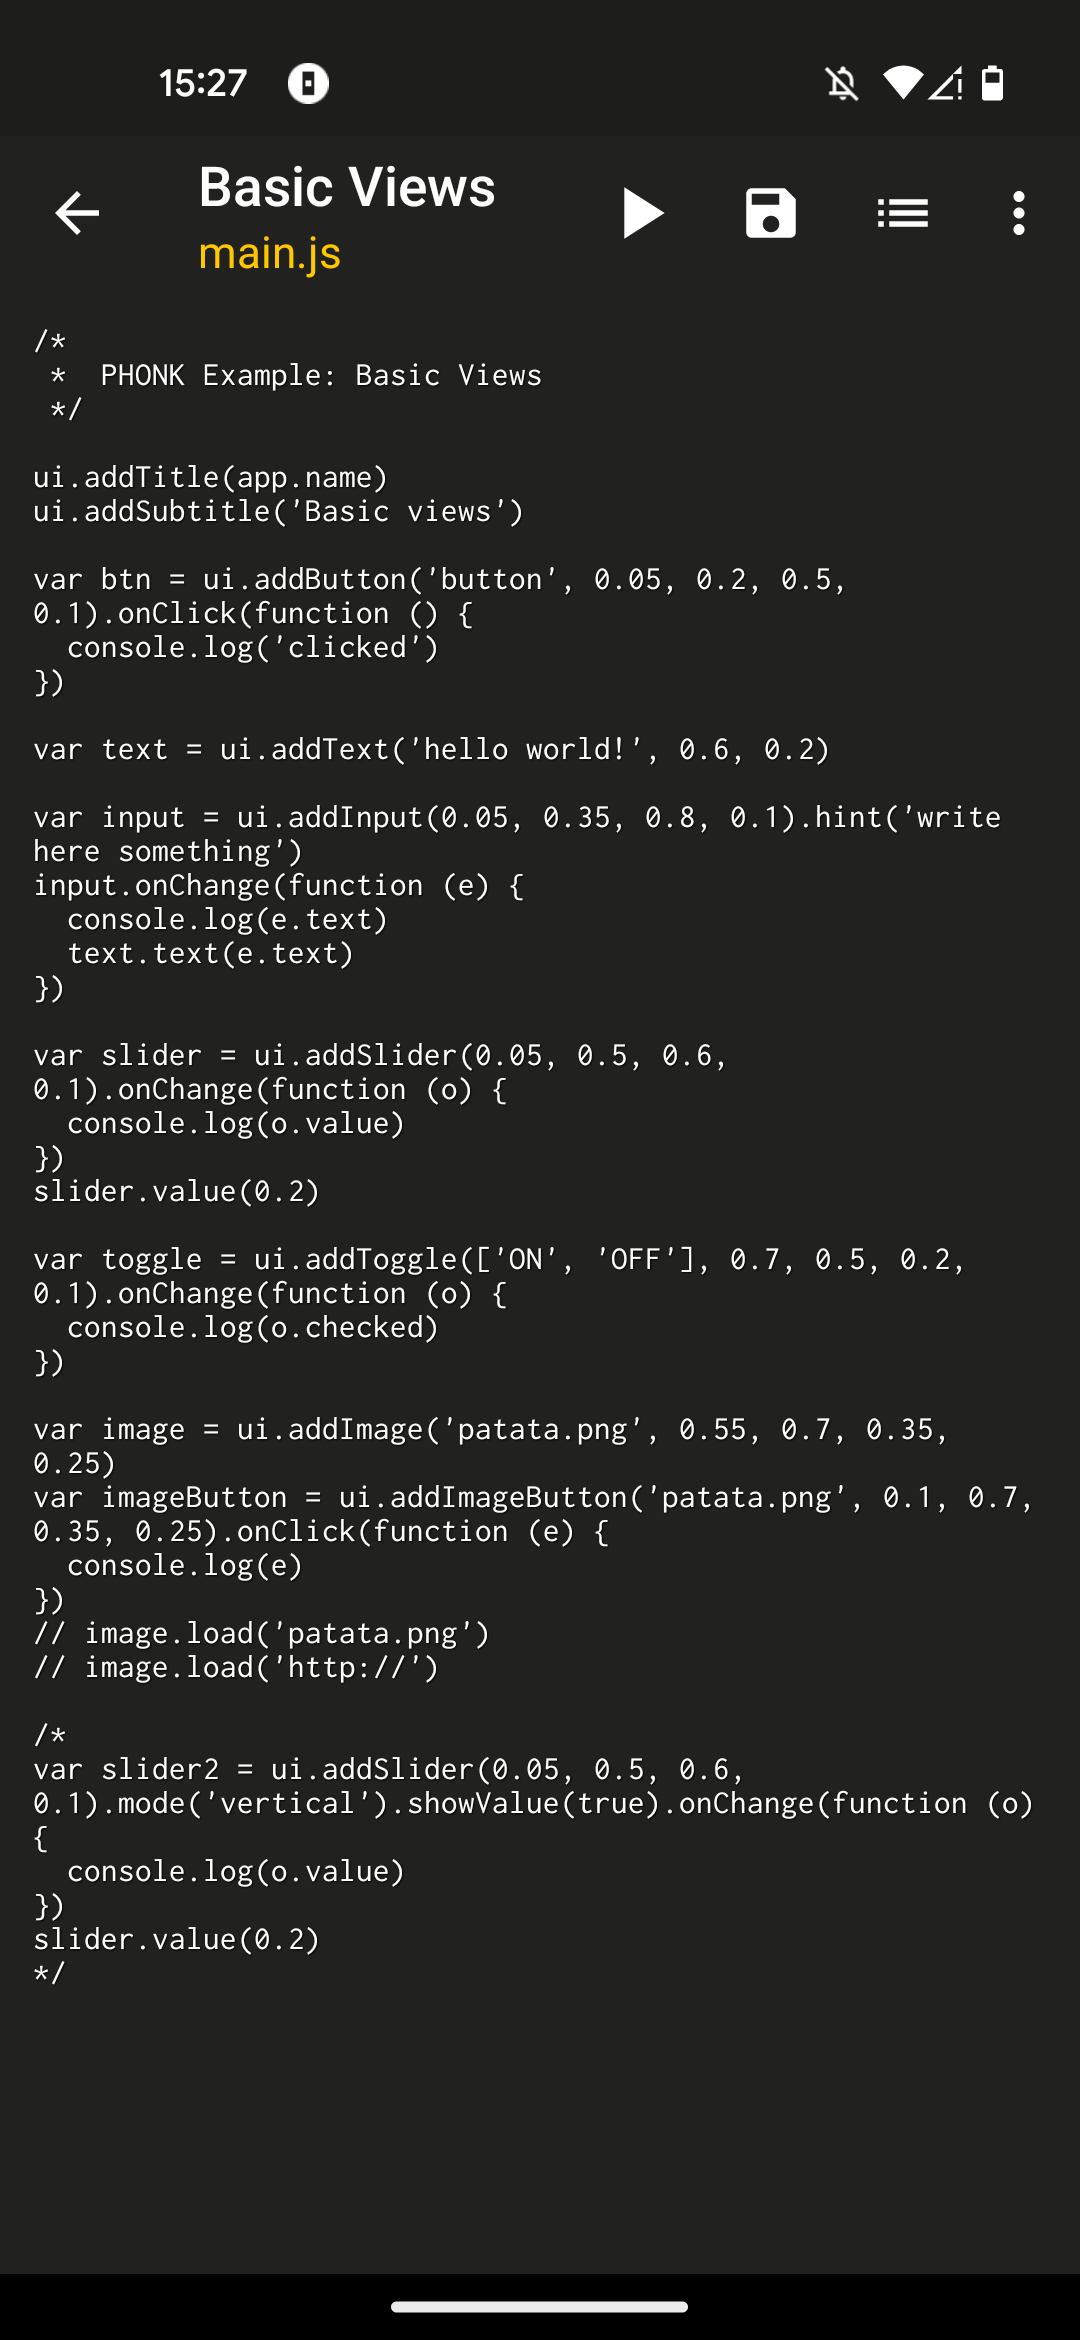 15:27
Basic Views
main.js
/*
 *  PHONK Example: Basic Views
 */
ui.addTitle(app.name)
ui.addSubtitle('Basic views')
var btn = ui.addButton('button', 0.05, 0.2, 0.5,
0.1).onClick(function () {
  console.log('clicked')
})
var text = ui.addText('hello world!', 0.6, 0.2)
var input = ui.addInput(0.05, 0.35, 0.8, 0.1).hint('write
here something')
input.onChange(function (e) {
  console.log(e.text)
  text.text(e.text)
})
var slider = ui.addSlider(0.05, 0.5, 0.6,
0.1).onChange(function (o) {
  console.log(o.value)
})
slider.value(0.2)
var toggle = ui.addToggle(['ON', 'OFF'], 0.7, 0.5, 0.2,
0.1).onChange(function (o) {
  console.log(o.checked)
})
var image = ui.addImage('patata.png', 0.55, 0.7, 0.35,
0.25)
var imageButton = ui.addImageButton('patata.png', 0.1, 0.7,
0.35, 0.25).onClick(function (e) {
  console.log(e)
})
// image.load('patata.png')
// image.load('http://')
/*
var slider2 = ui.addSlider(0.05, 0.5, 0.6,
0.1).mode('vertical').showValue(true).onChange(function (o)
{
  console.log(o.value)
})
slider.value(0.2)
*/